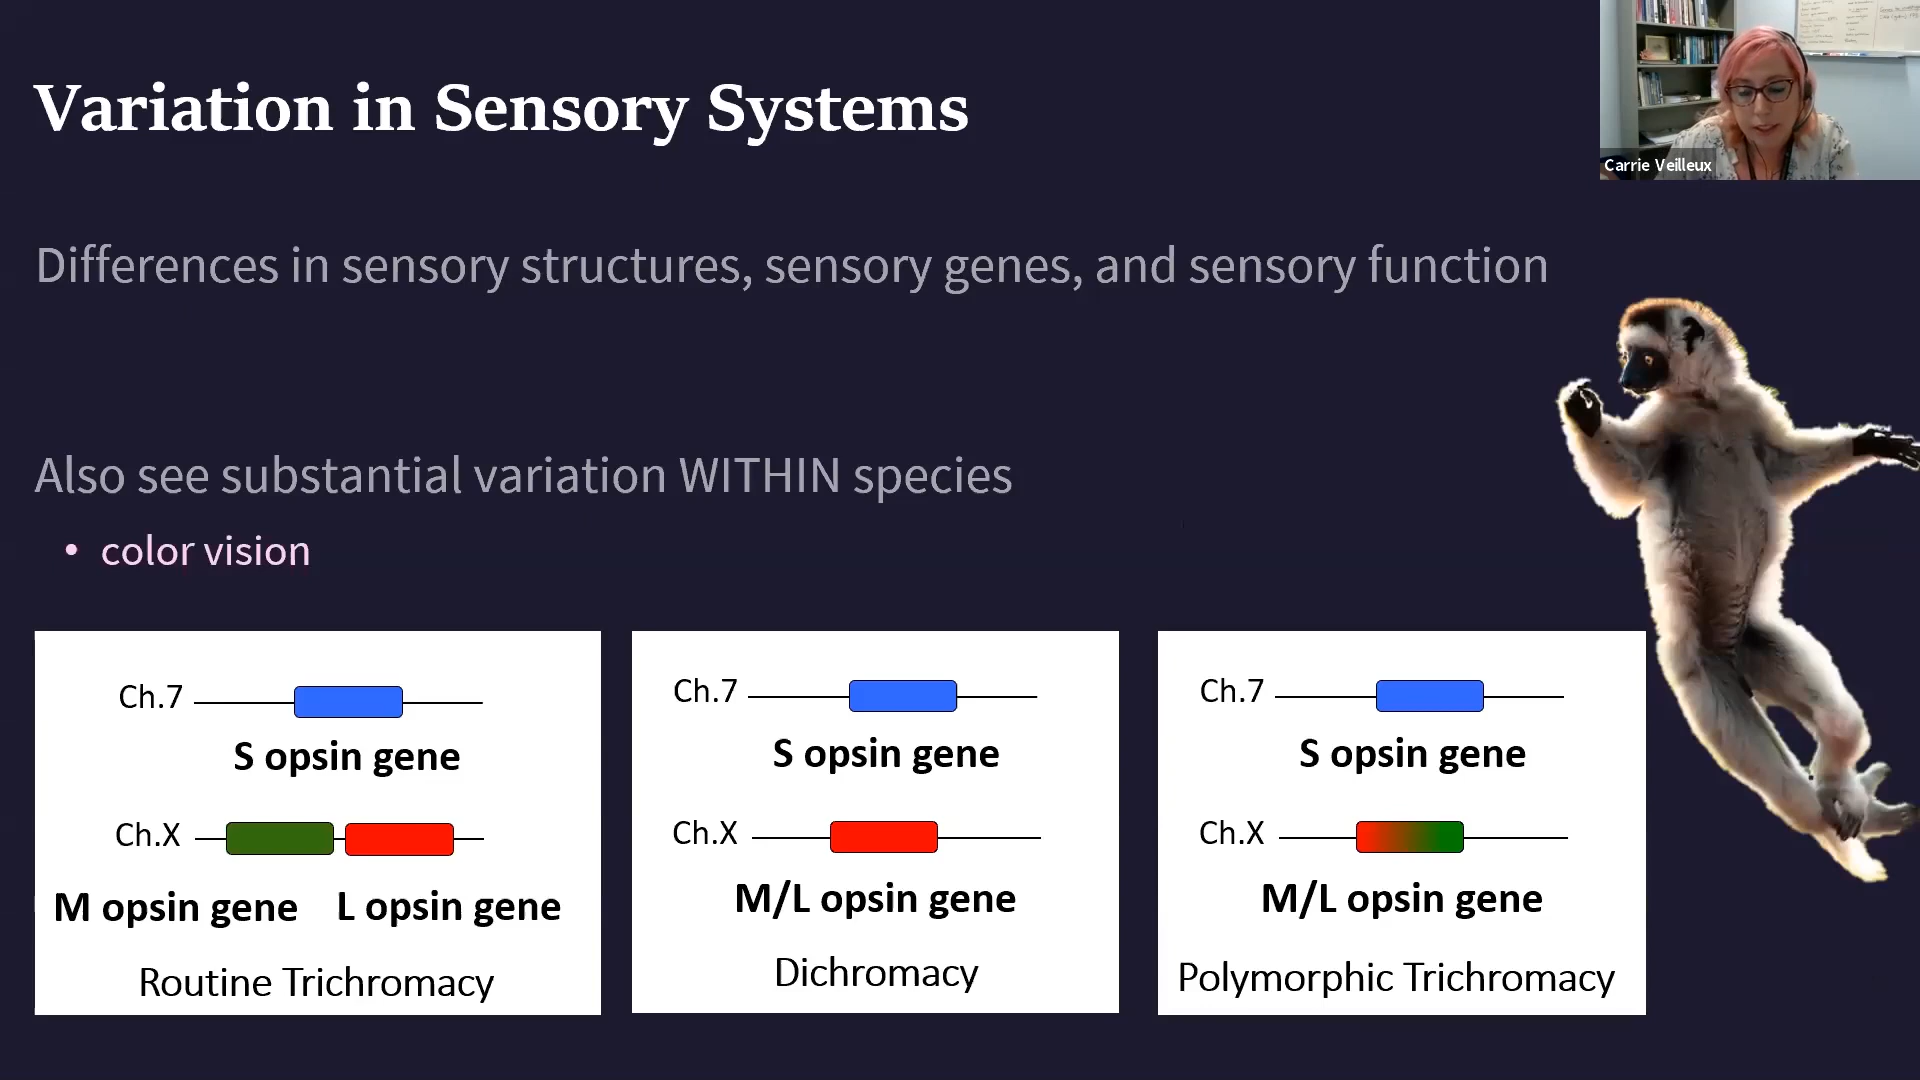 Variation in Sensory Systems
Carrie Veilleux
Differences in sensory structures, sensory genes, and sensory function
Also see substantial variation WITHIN species
• color vision
Ch.7
S opsin gene
Ch.X
M opsin gene
L opsin gene
Routine Trichromacy
Ch.7
S opsin gene
Ch.X
M/L opsin gene
Dichromacy
Ch.7
S opsin gene
Ch.X
M/L opsin gene
Polymorphic Trichromacy